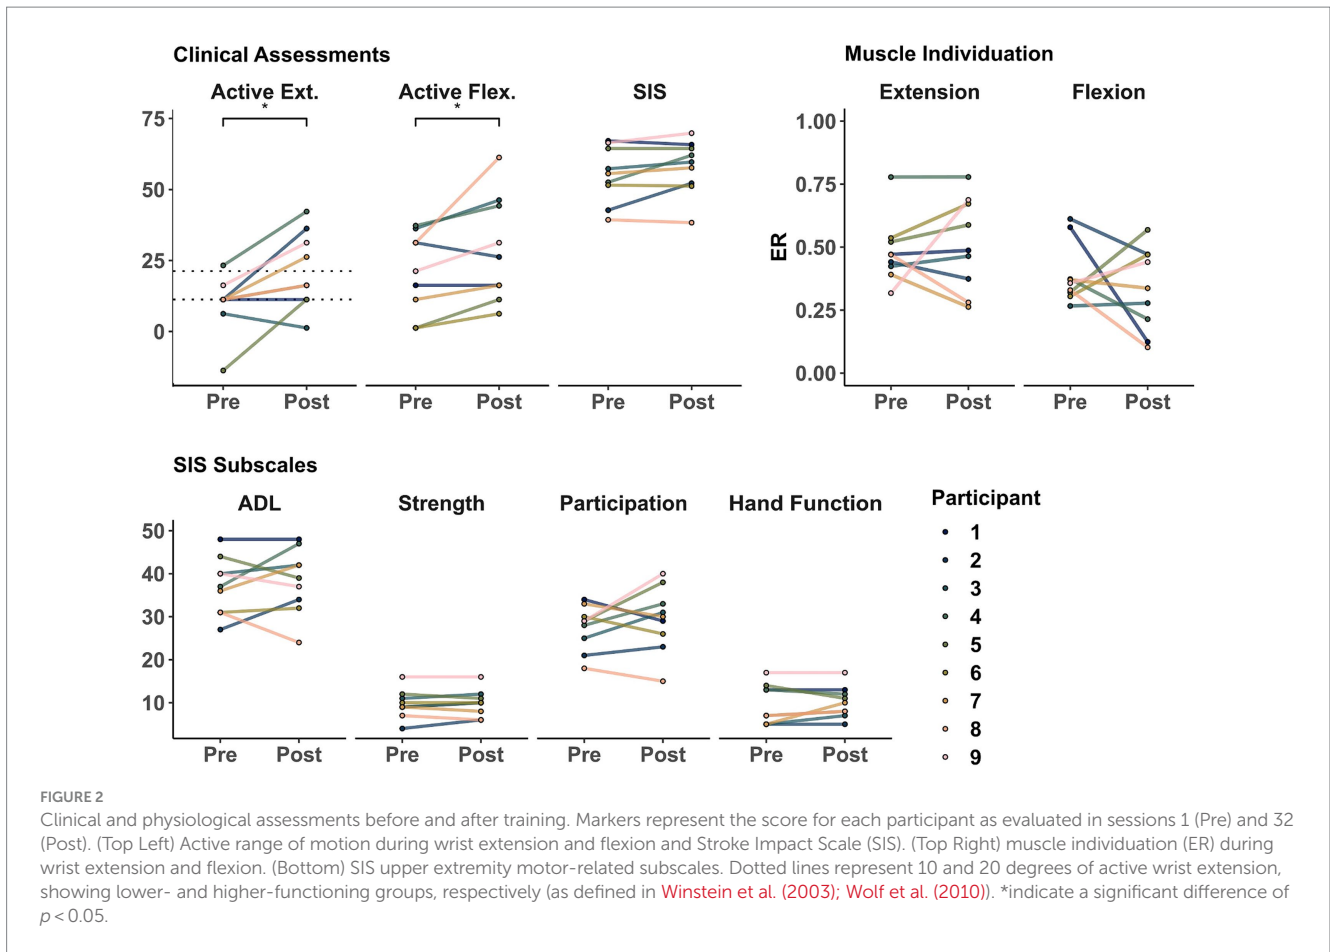 Clinical Assessments
Muscle Individuation
Active Ext.
Active Flex.
SIS
Extension
Flexion
*
*
75
50
25
0
ER
1.00
0.75
0.50
0.25
0.00
Pre
Post
Pre
Post
Pre
Post
Pre
Post
Pre
Post
SIS Subscales
ADL
Strength
Participation
Hand Function
50
40
30
20
10
Pre
Post
Pre
Post
Pre
Post
Pre
Post
Participant
1
2
3
4
5
6
7
8
9
FIGURE 2
Clinical and physiological assessments before and after training. Markers represent the score for each participant as evaluated in sessions 1 (Pre) and 32
(Post). (Top Left) Active range of motion during wrist extension and flexion and Stroke Impact Scale (SIS). (Top Right) muscle individuation (ER) during
wrist extension and flexion. (Bottom) SIS upper extremity motor-related subscales. Dotted lines represent 10 and 20 degrees of active wrist extension,
showing lower- and higher-functioning groups, respectively (as defined in Winstein et al. (2003); Wolf et al. (2010)). *indicate a significant difference of
p < 0.05.